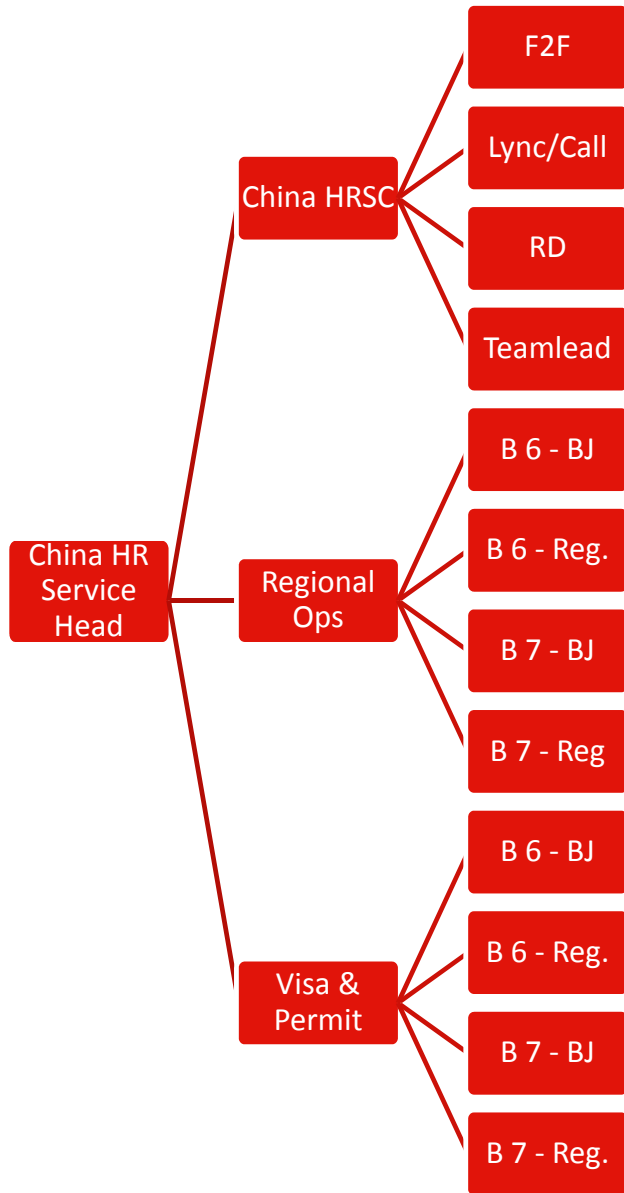 China HR
Service
Head
China HRSC
F2F
Lync/Call
RD
Teamlead
Regional
Ops
B 6 - BJ
B 6 - Reg.
B 7 - BJ
B 7 - Reg
Visa &
Permit
B 6 - BJ
B 6 - Reg.
B 7 - BJ
B 7 - Reg.